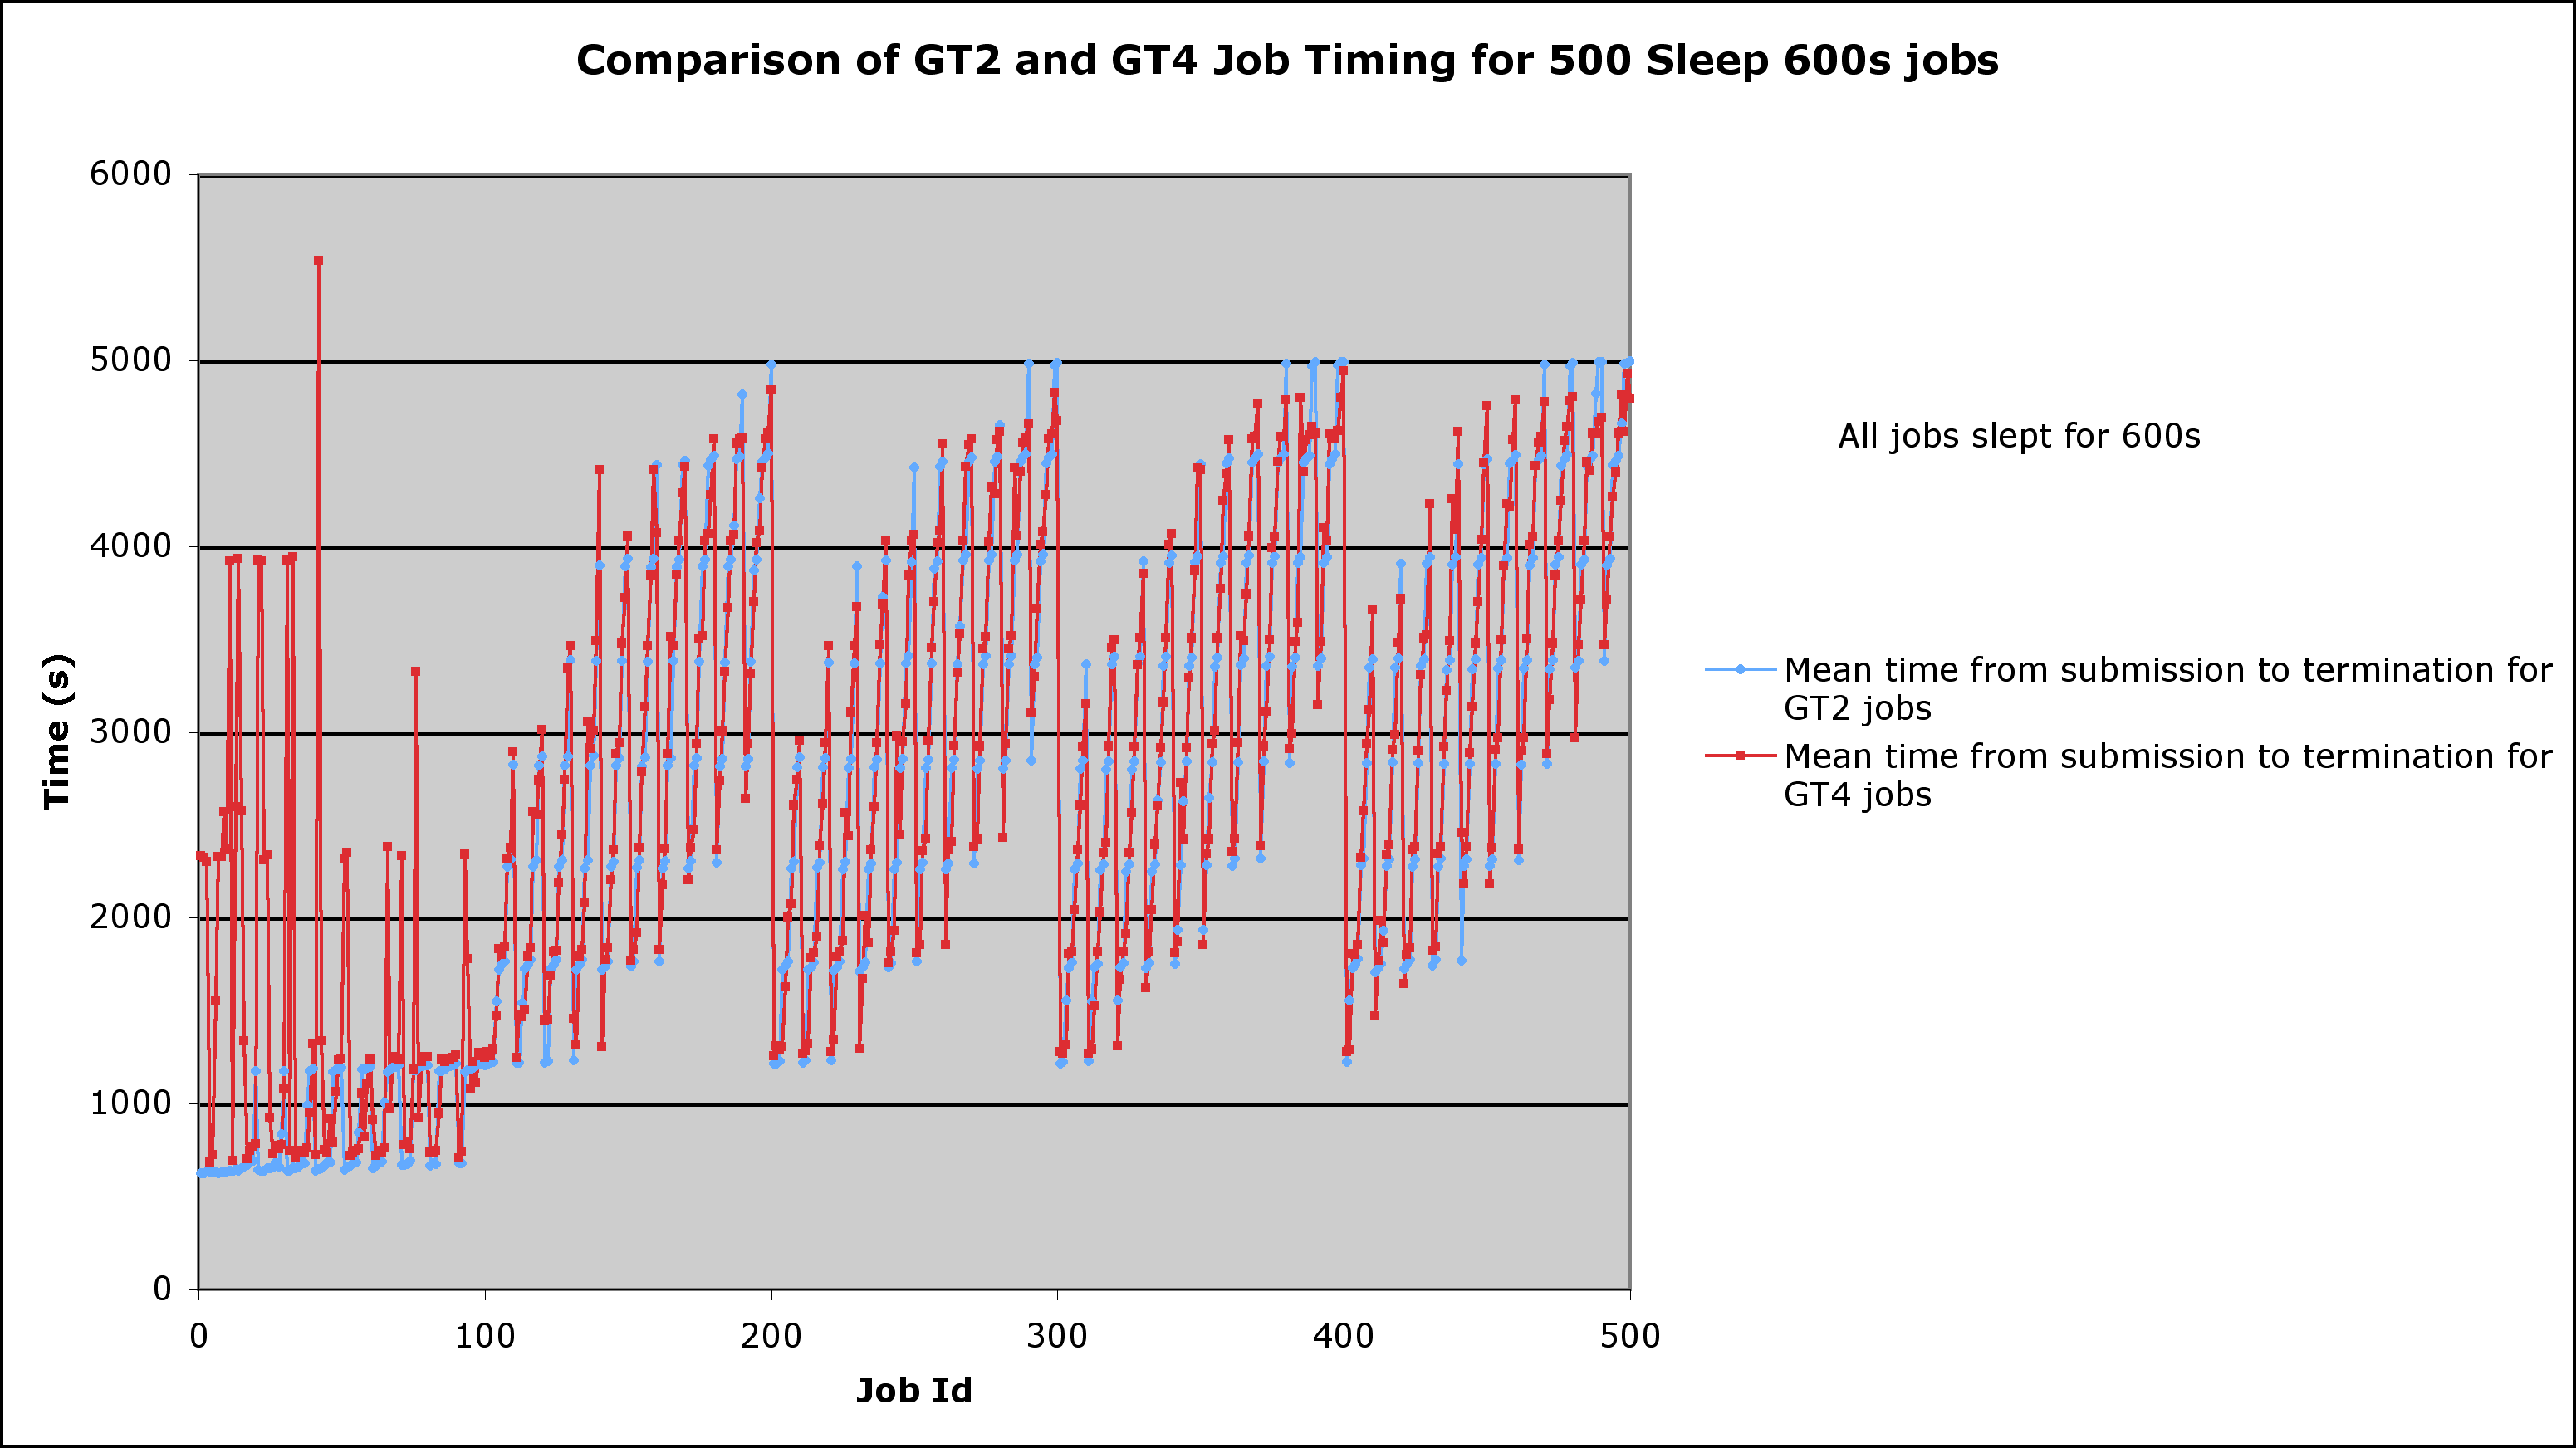 Comparison of GT2 and GT4 Job Timing for 500 Sleep 600s jobs
6000
5000
4000
3000
2000
1000
0
Time (s)
0 100 200 300 400 500
Job Id
All jobs slept for 600s
Mean time from submission to termination for
GT2 jobs
Mean time from submission to termination for
GT4 jobs